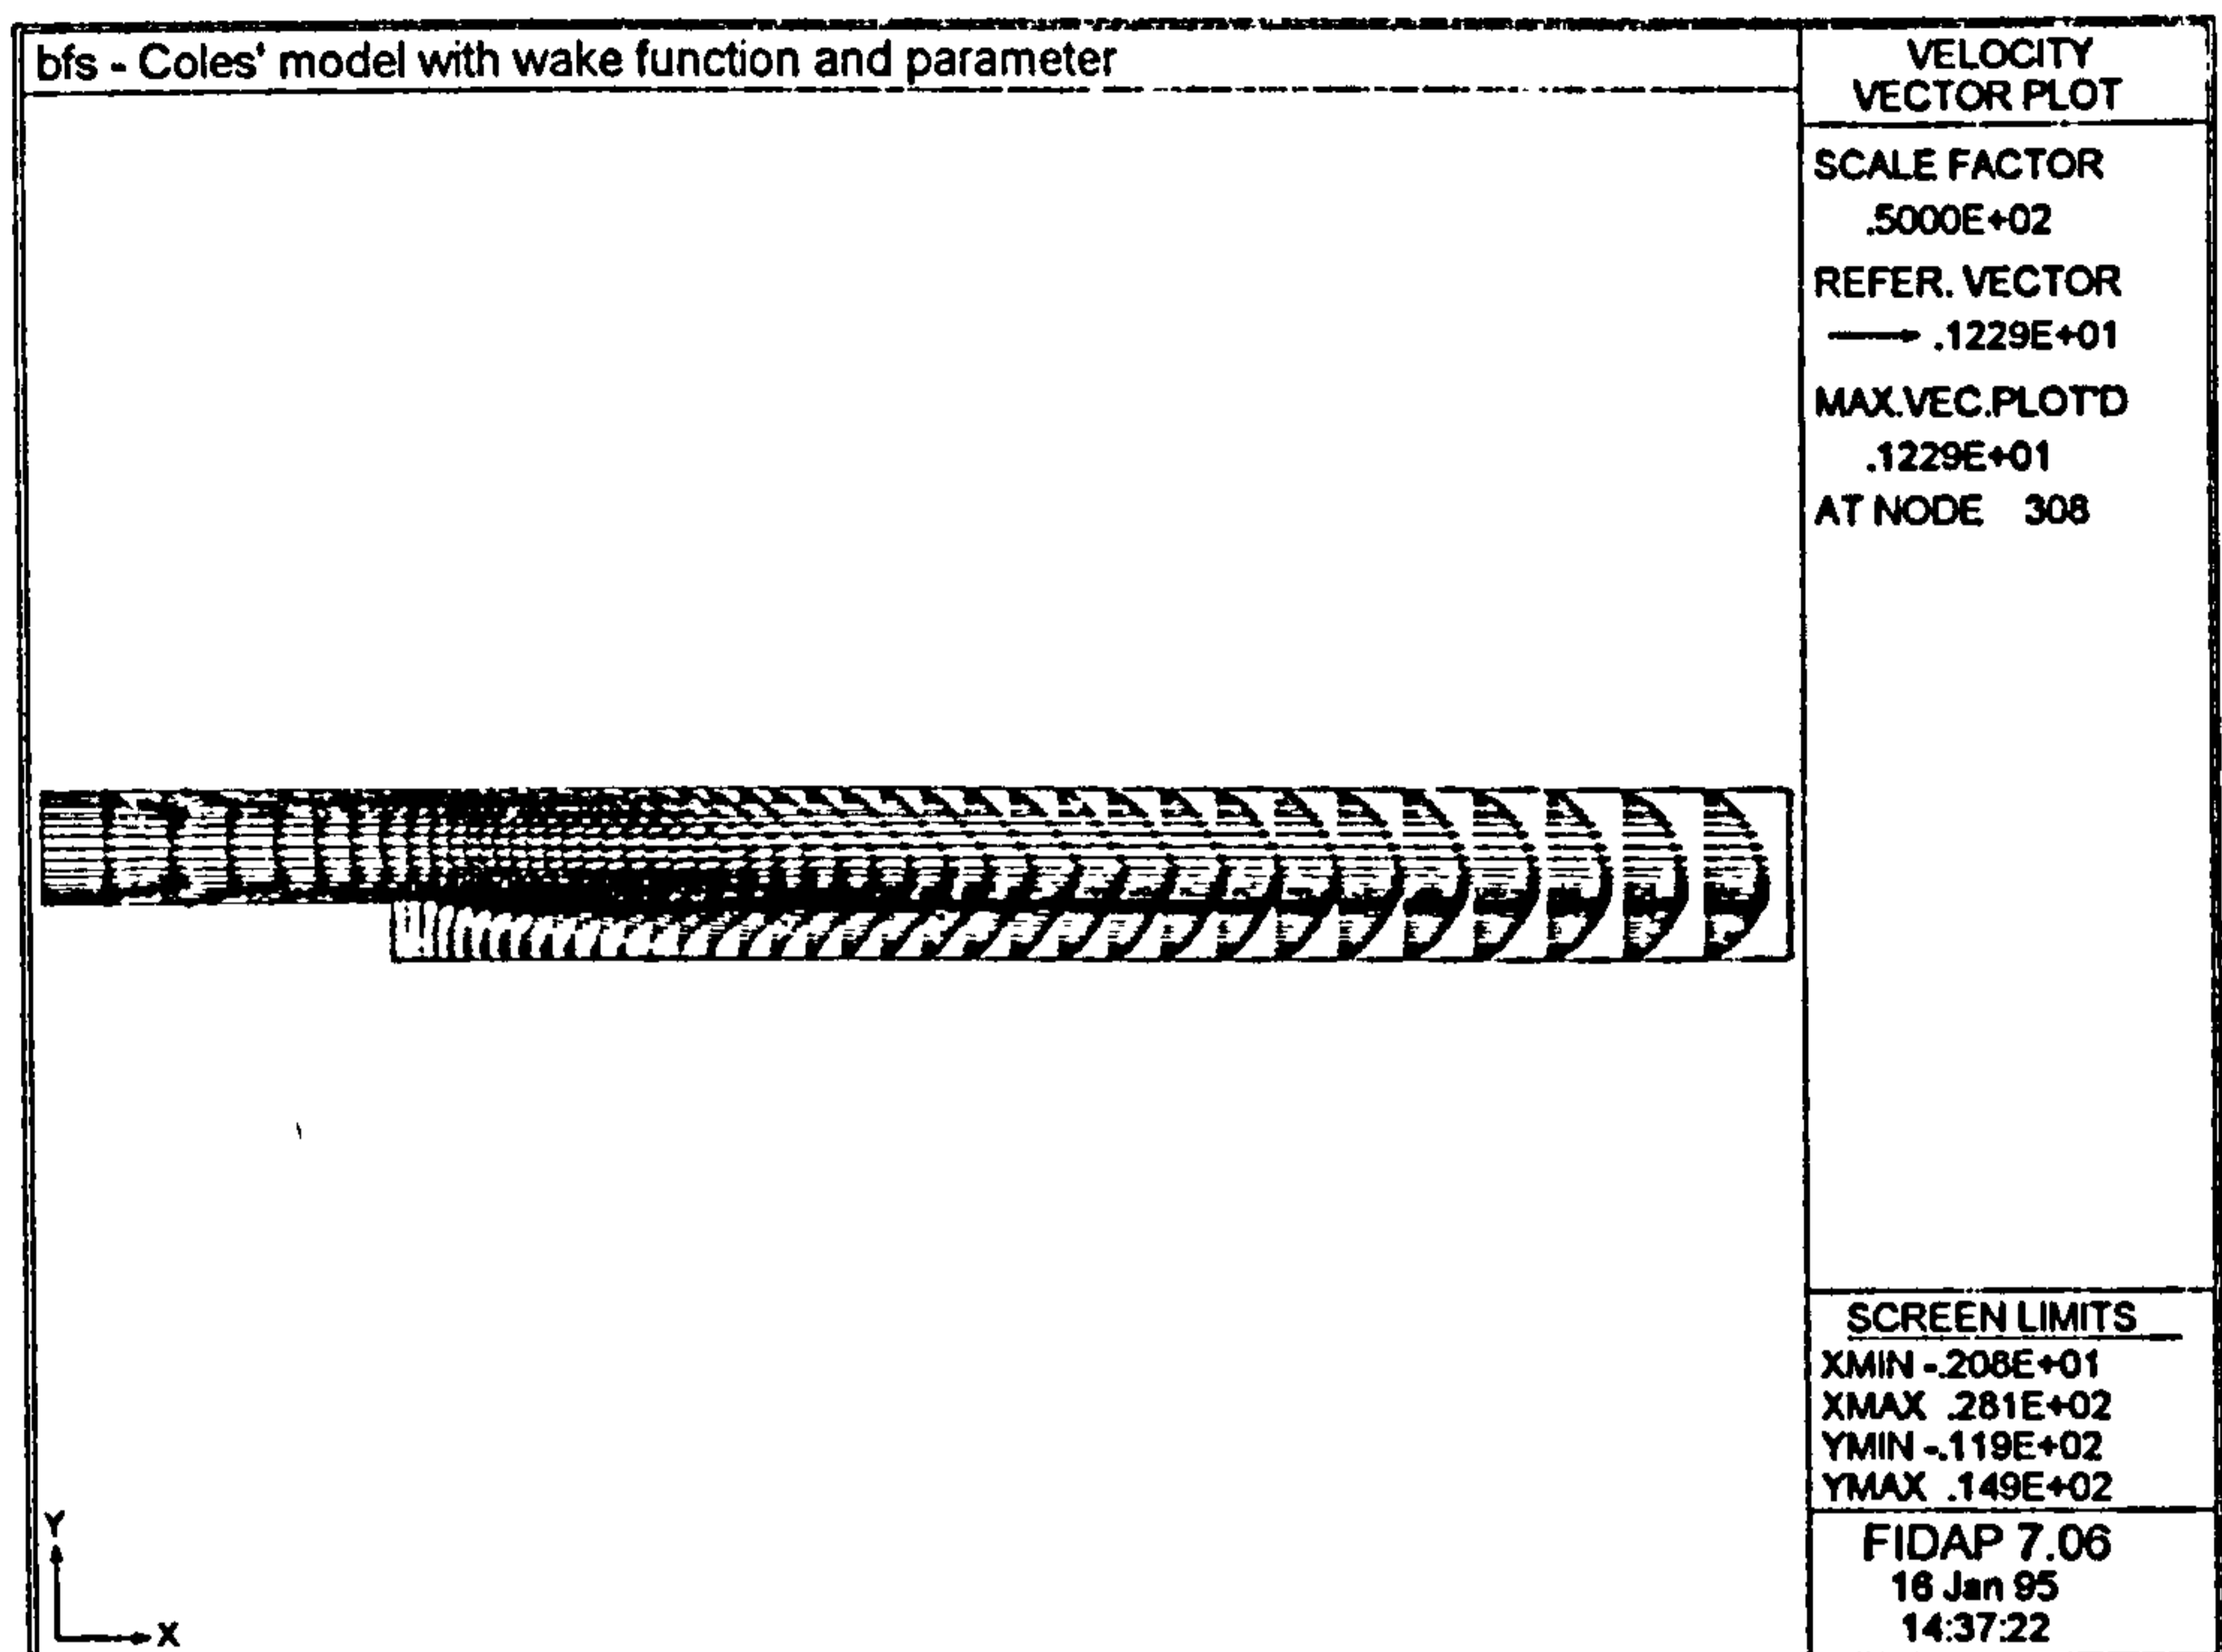 bfs - Coles' model with wake function and parameter
VELOCITY
VECTOR PLOT
SCALE FACTOR
.5000E+02
REFER. VECTOR
.1229E+01
MAX.VEC.PLOT'D
.1229E+01
AT NODE 308
SCREEN LIMITS
XMIN -.208E+01
XMAX .281E+02
YMIN -.119E+02
YMAX .149E+02
FIDAP 7.06
16 Jan 95
14:37:22
Y
X